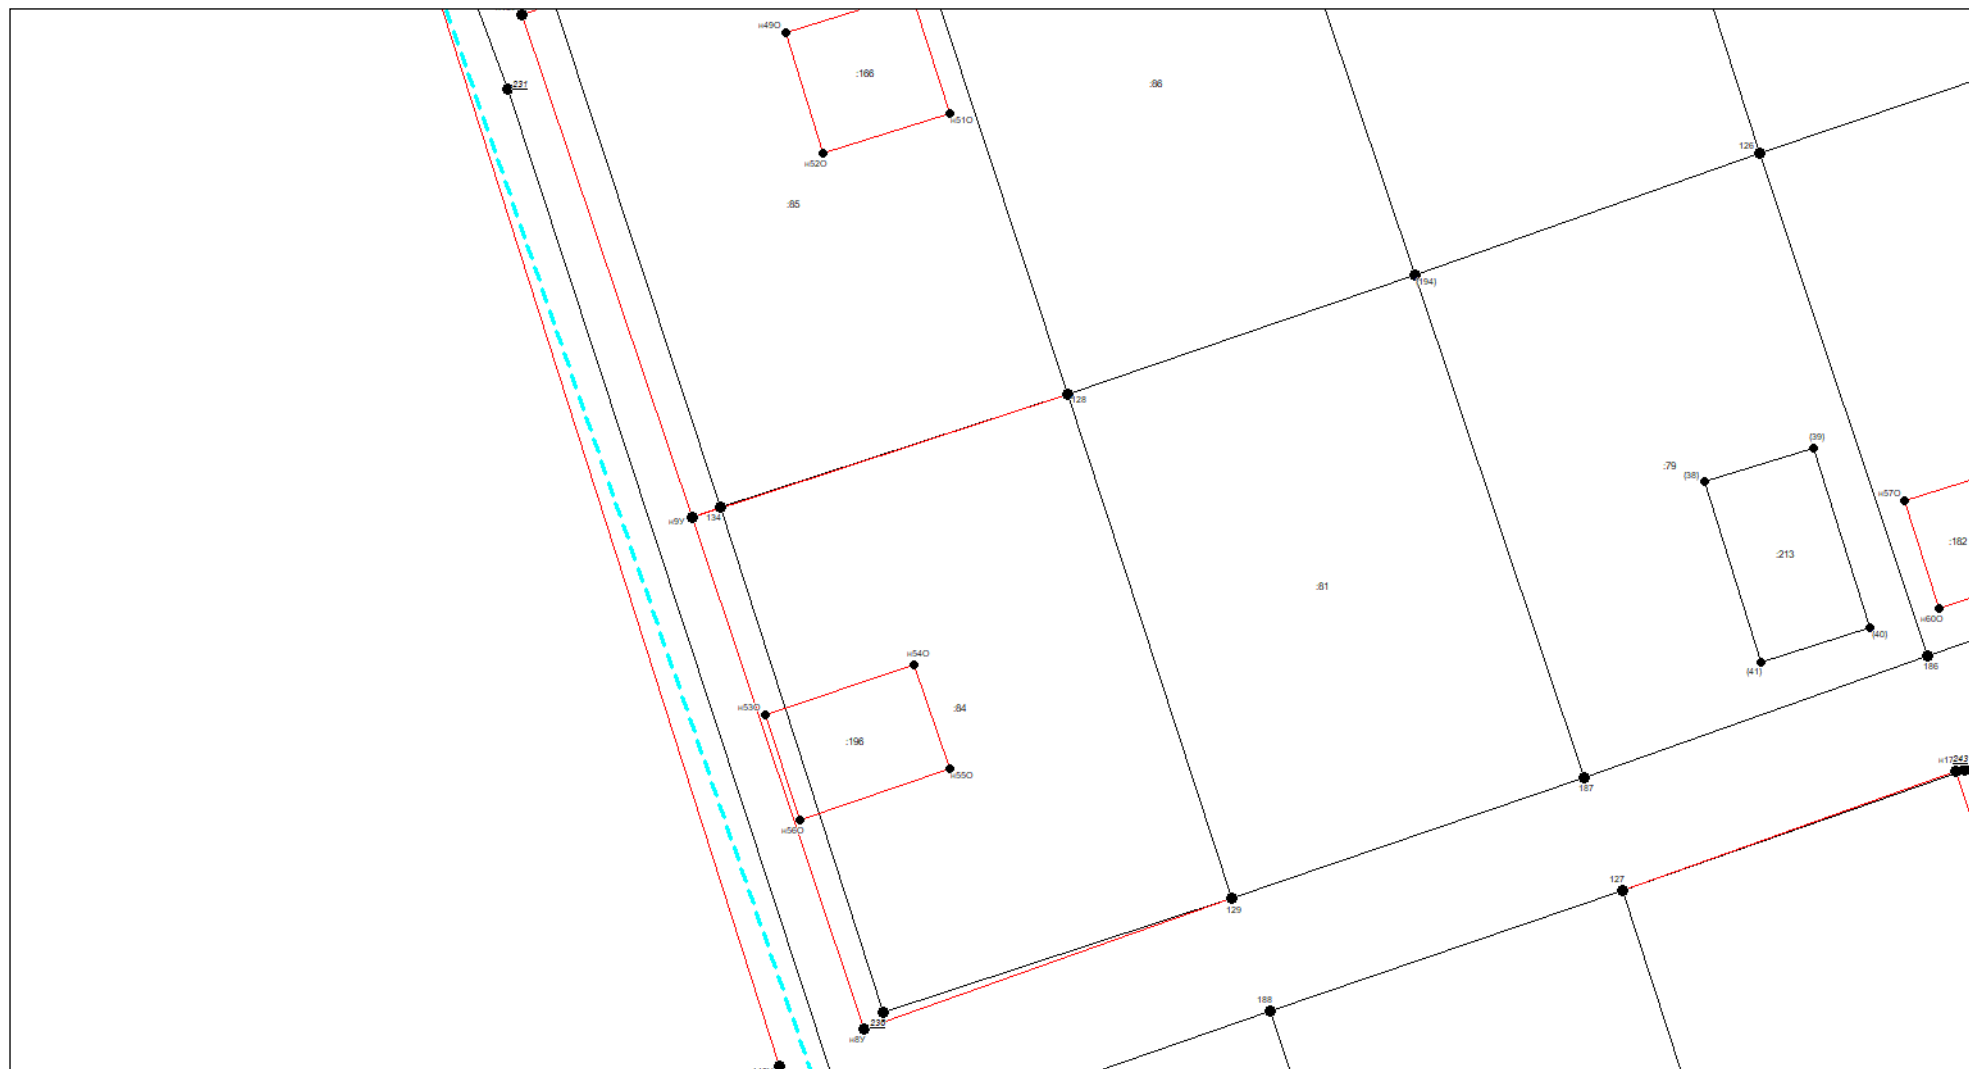 н49О
:166
231
:86
н51О
126
н52О
:85
(194)
128
(39)
:79
(38)
н57О
134
н9У
:182
:213
:81
н60О
(40)
н54О
186
(41)
н53О
:84
:196
н55О
243
187
н56О
127
129
188
н8У